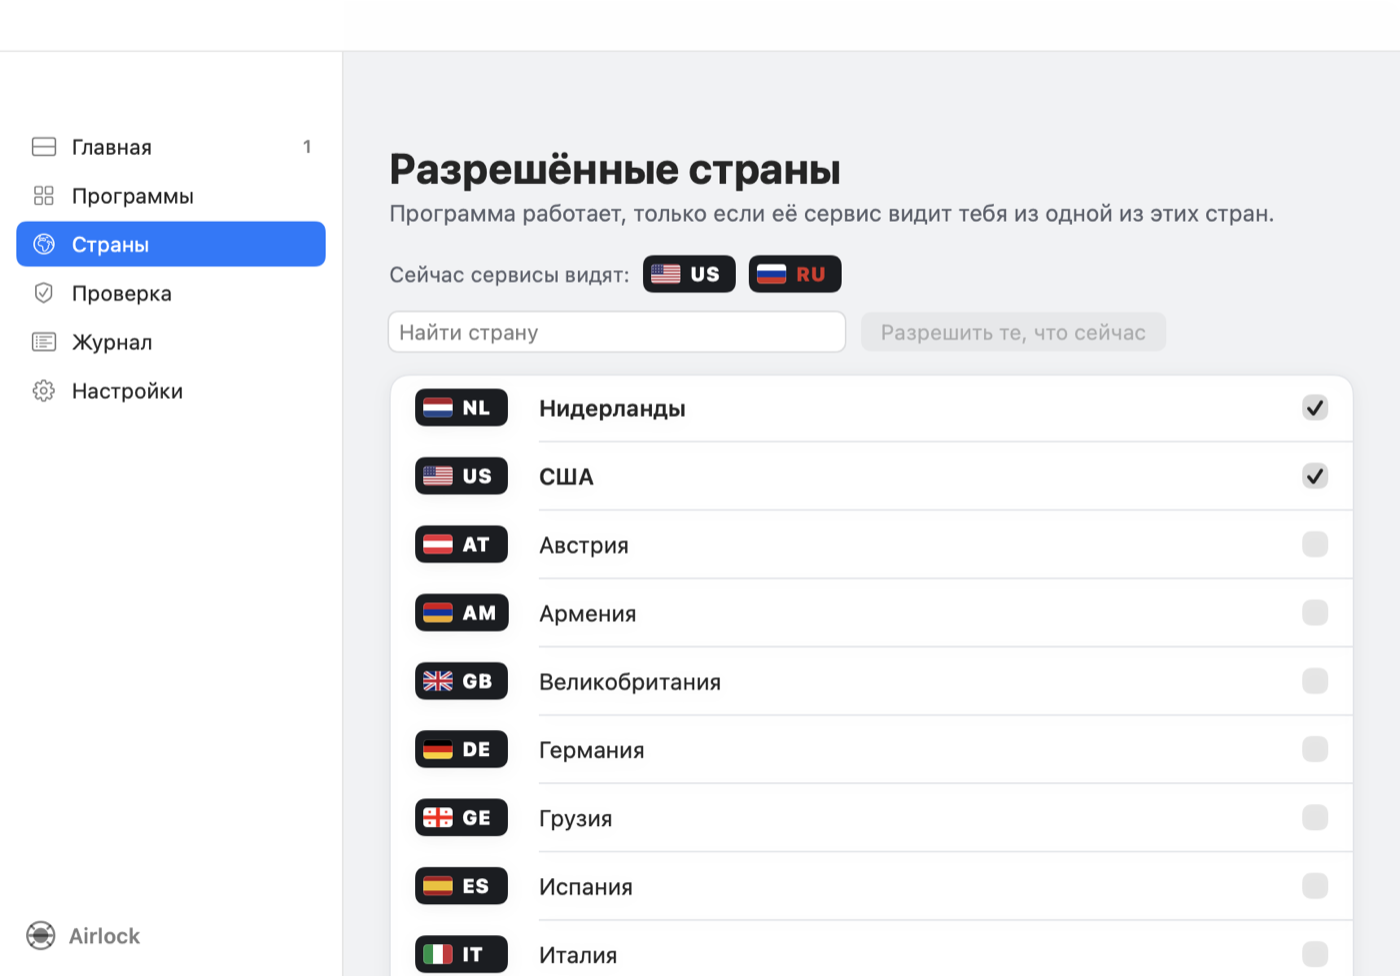 Главная 1
Программы
Страны
Проверка
Журнал
Настройки
Airlock
Разрешённые страны
Программа работает, только если её сервис видит тебя из одной из этих стран.
Сейчас сервисы видят: US RU
Найти страну Разрешить те, что сейчас
NL Нидерланды
US США
AT Австрия
AM Армения
GB Великобритания
DE Германия
GE Грузия
ES Испания
IT Италия